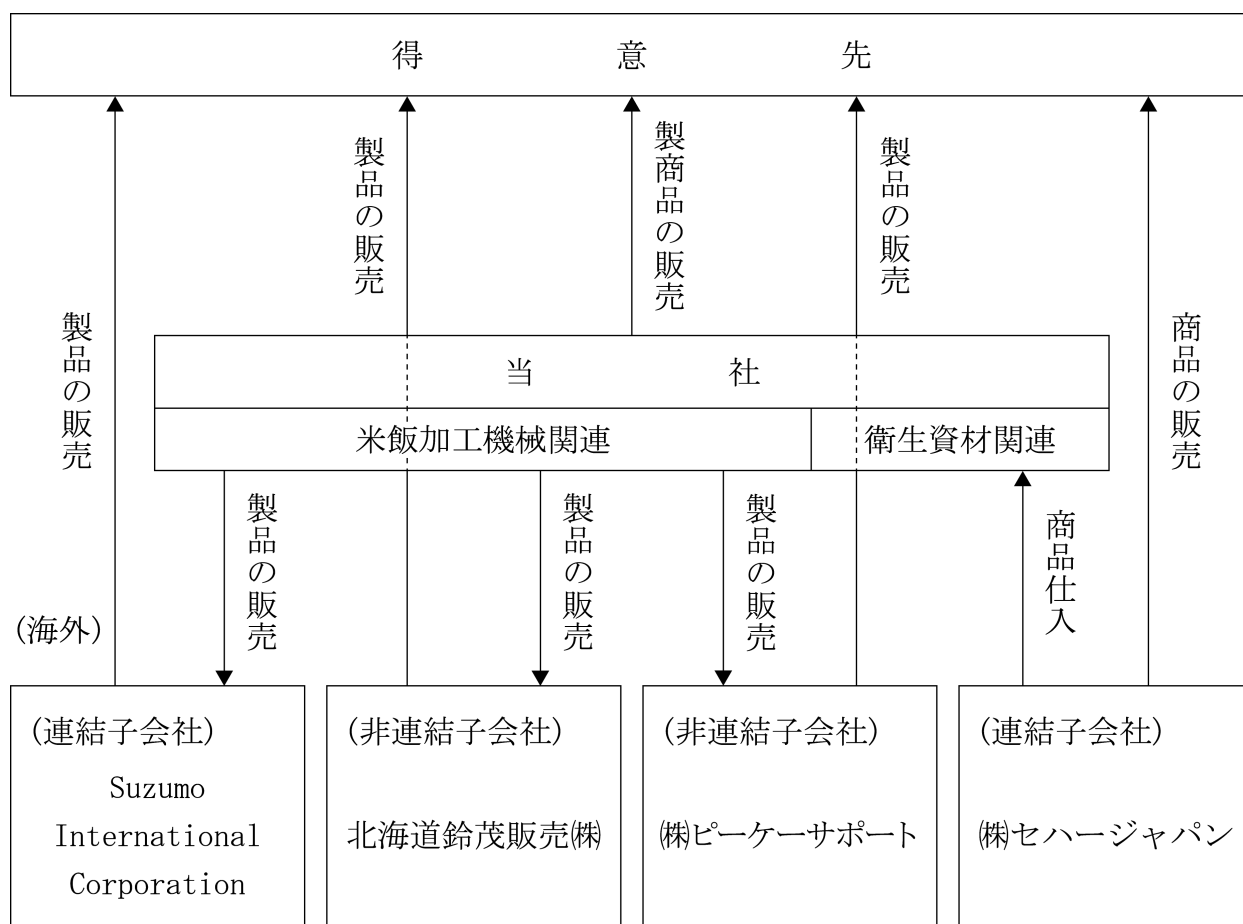 得意先
製品の販売
製商品の販売
製品の販売
製品の販売
商品の販売
当社
米飯加工機械関連
衛生資材関連
製品の販売
製品の販売
製品の販売
商品仕入
(海外)
(連結子会社)
Suzumo
International
Corporation
(非連結子会社)
北海道鈴茂販売㈱
(非連結子会社)
㈱ピーケーサポート
(連結子会社)
㈱セハージャパン